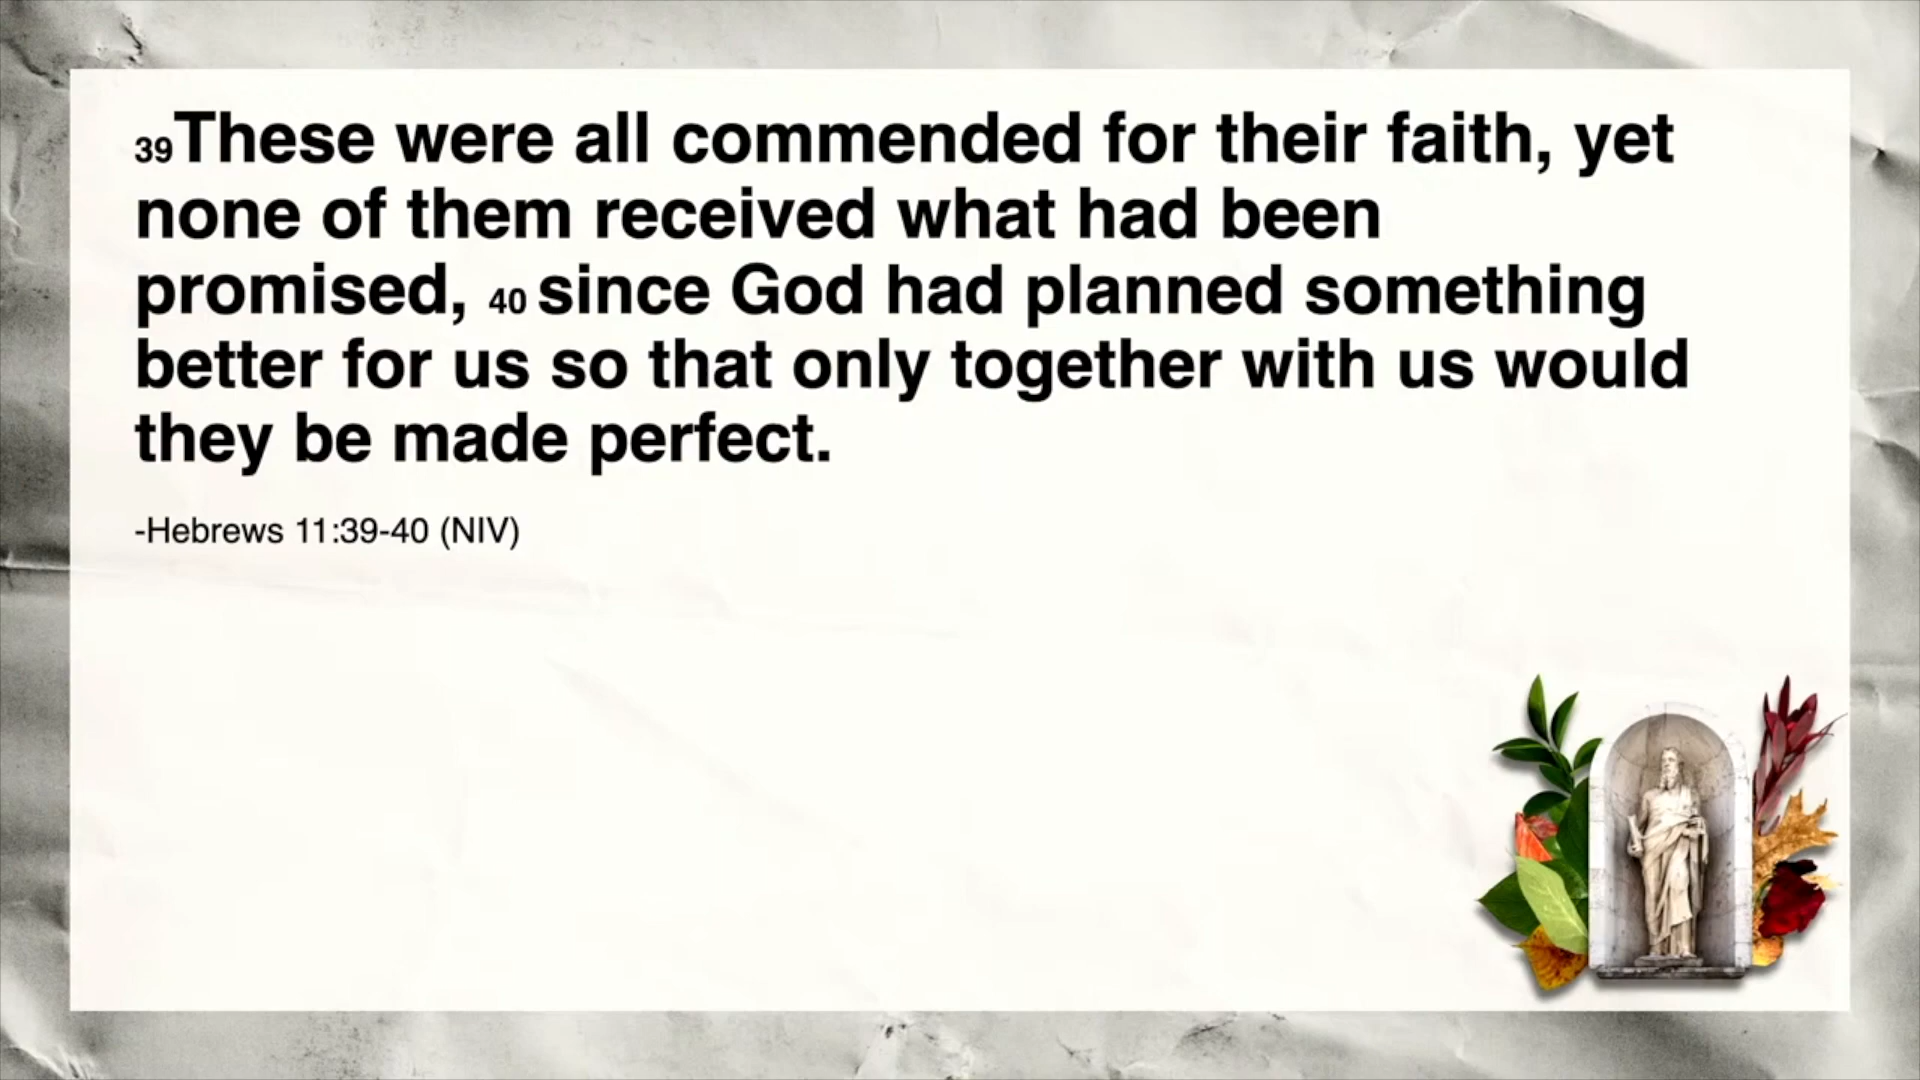 39These were all commended for their faith, yet
none of them received what had been
promised, 40 since God had planned something
better for us so that only together with us would
they be made perfect.
-Hebrews 11:39-40 (NIV)